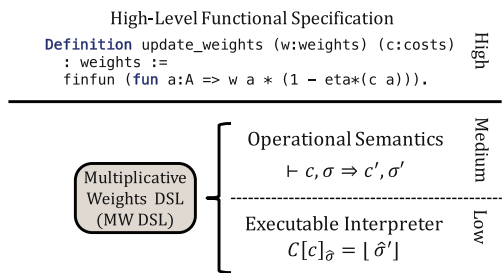 High-Level Functional Specification
Definition update_weights (w:weights) (c:costs)
: weights :=
finfun (fun a:A => w a * (1 - eta*(c a))).
High
Multiplicative
Weights DSL
(MW DSL)
Operational Semantics
⊢ c, σ ⇒ c′, σ′
Medium
Executable Interpreter
C[c]σ̂ = ⌊ σ̂′⌋
Low